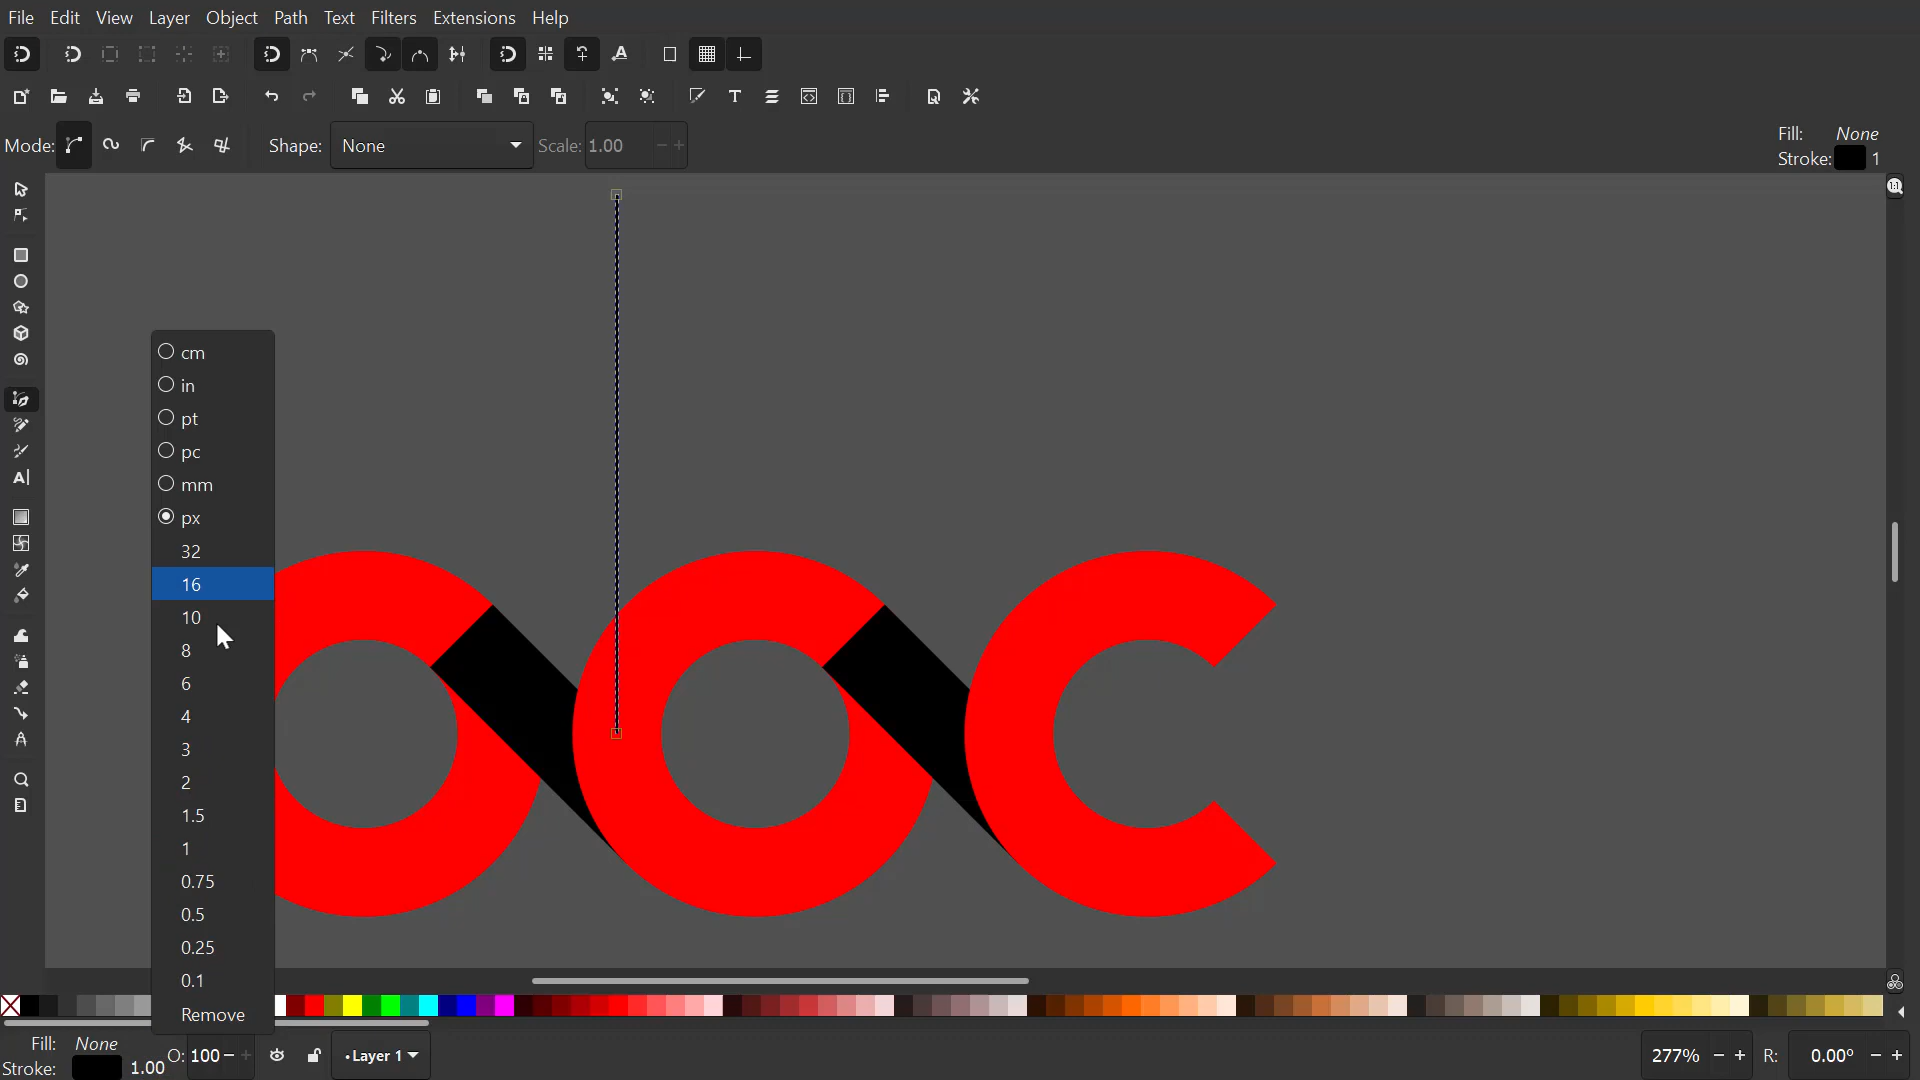 File Edit View Layer Object Path Text Filters Extensions Help
Mode: Shape: None Scale: 1.00
Fill: None
Stroke: 1
cm
in
pt
pc
mm
px
32
16
10
8
6
4
3
2
1.5
1
0.75
0.5
0.25
0.1
Remove
Fill: None
Stroke: 1.00
O: 100 Layer 1
277% R: 0.00°